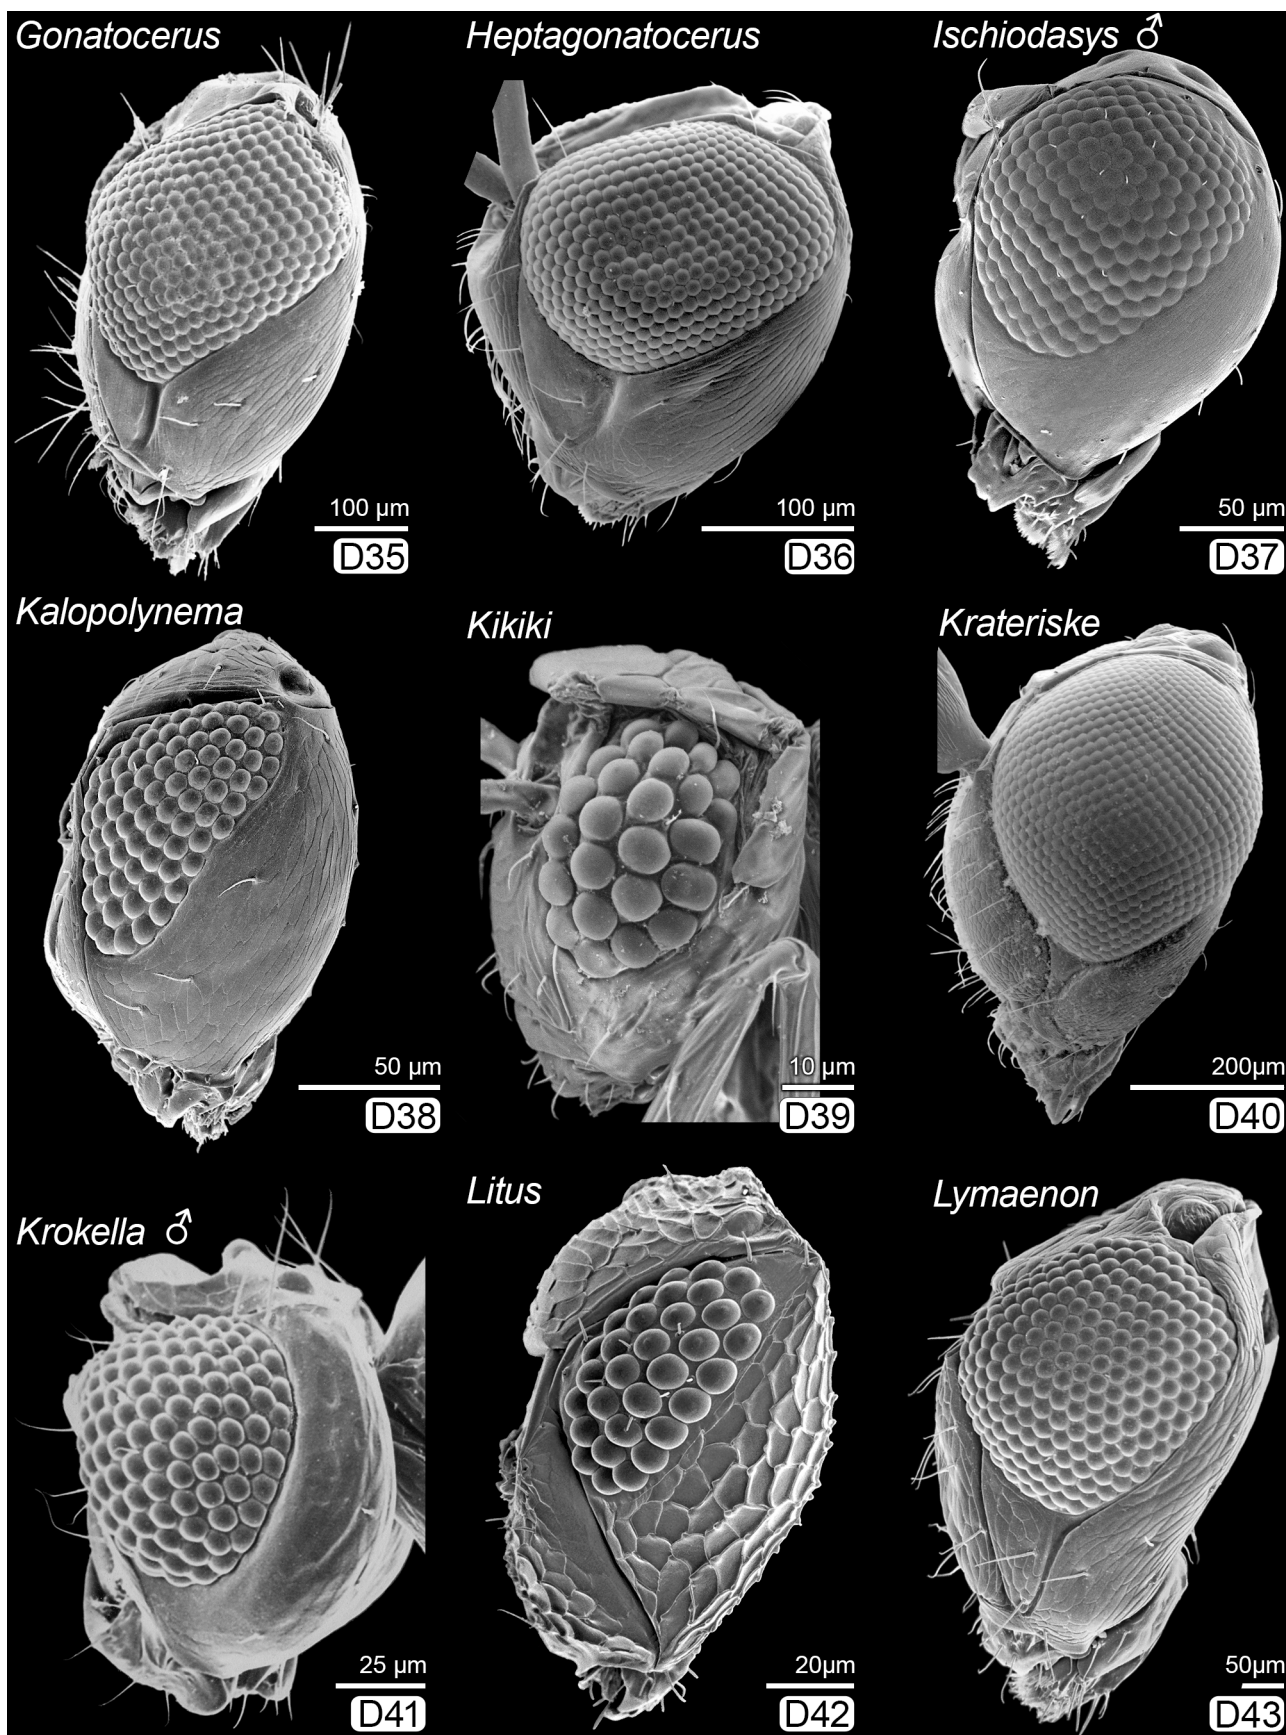 Gonatocerus
Heptagonatocerus
Ischiodasys ♂
100 µm
D35
100 µm
D36
50 µm
D37
Kalopolynema
Kikiki
Krateriske
50 µm
D38
10 µm
D39
200µm
D40
Krokella ♂
Litus
Lymaenon
25 µm
D41
20µm
D42
50µm
D43